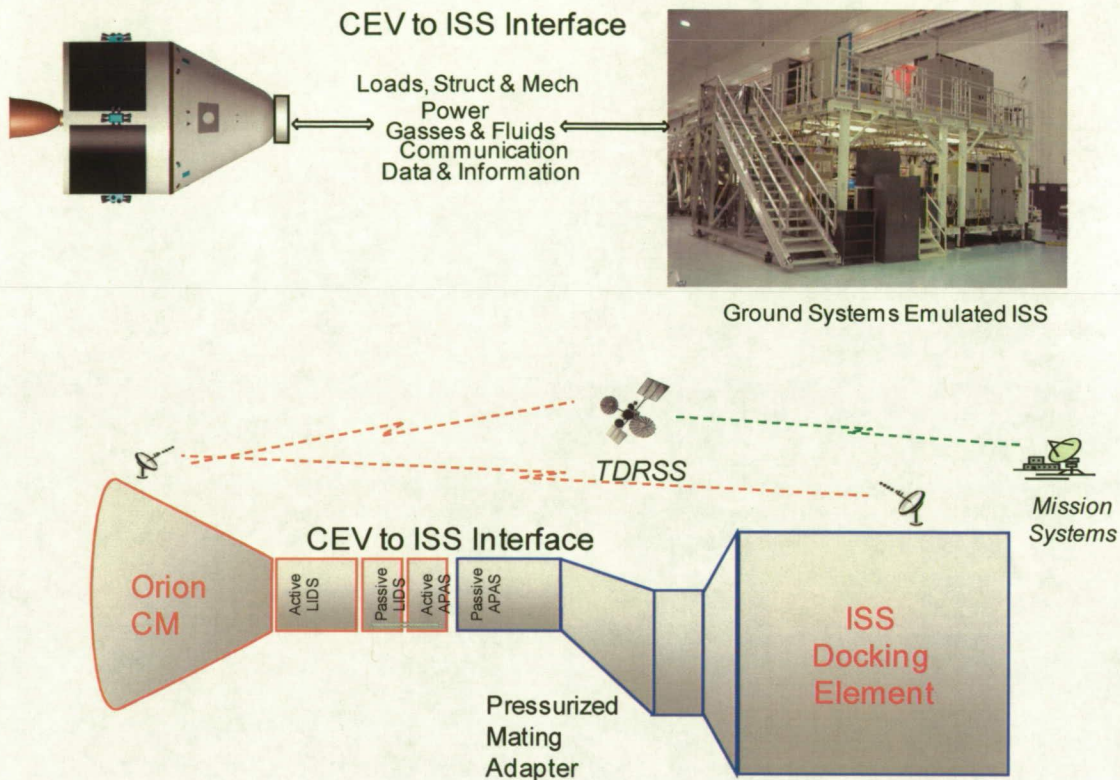 CEV to ISS Interface
Loads, Struct & Mech
Power
Gasses & Fluids
Communication
Data & Information
Ground Systems Emulated ISS
TDRSS
Mission
Systems
CEV to ISS Interface
Orion
CM
Active
LIDS
Passive
LIDS
Active
APAS
Passive
APAS
ISS
Docking
Element
Pressurized
Mating
Adapter